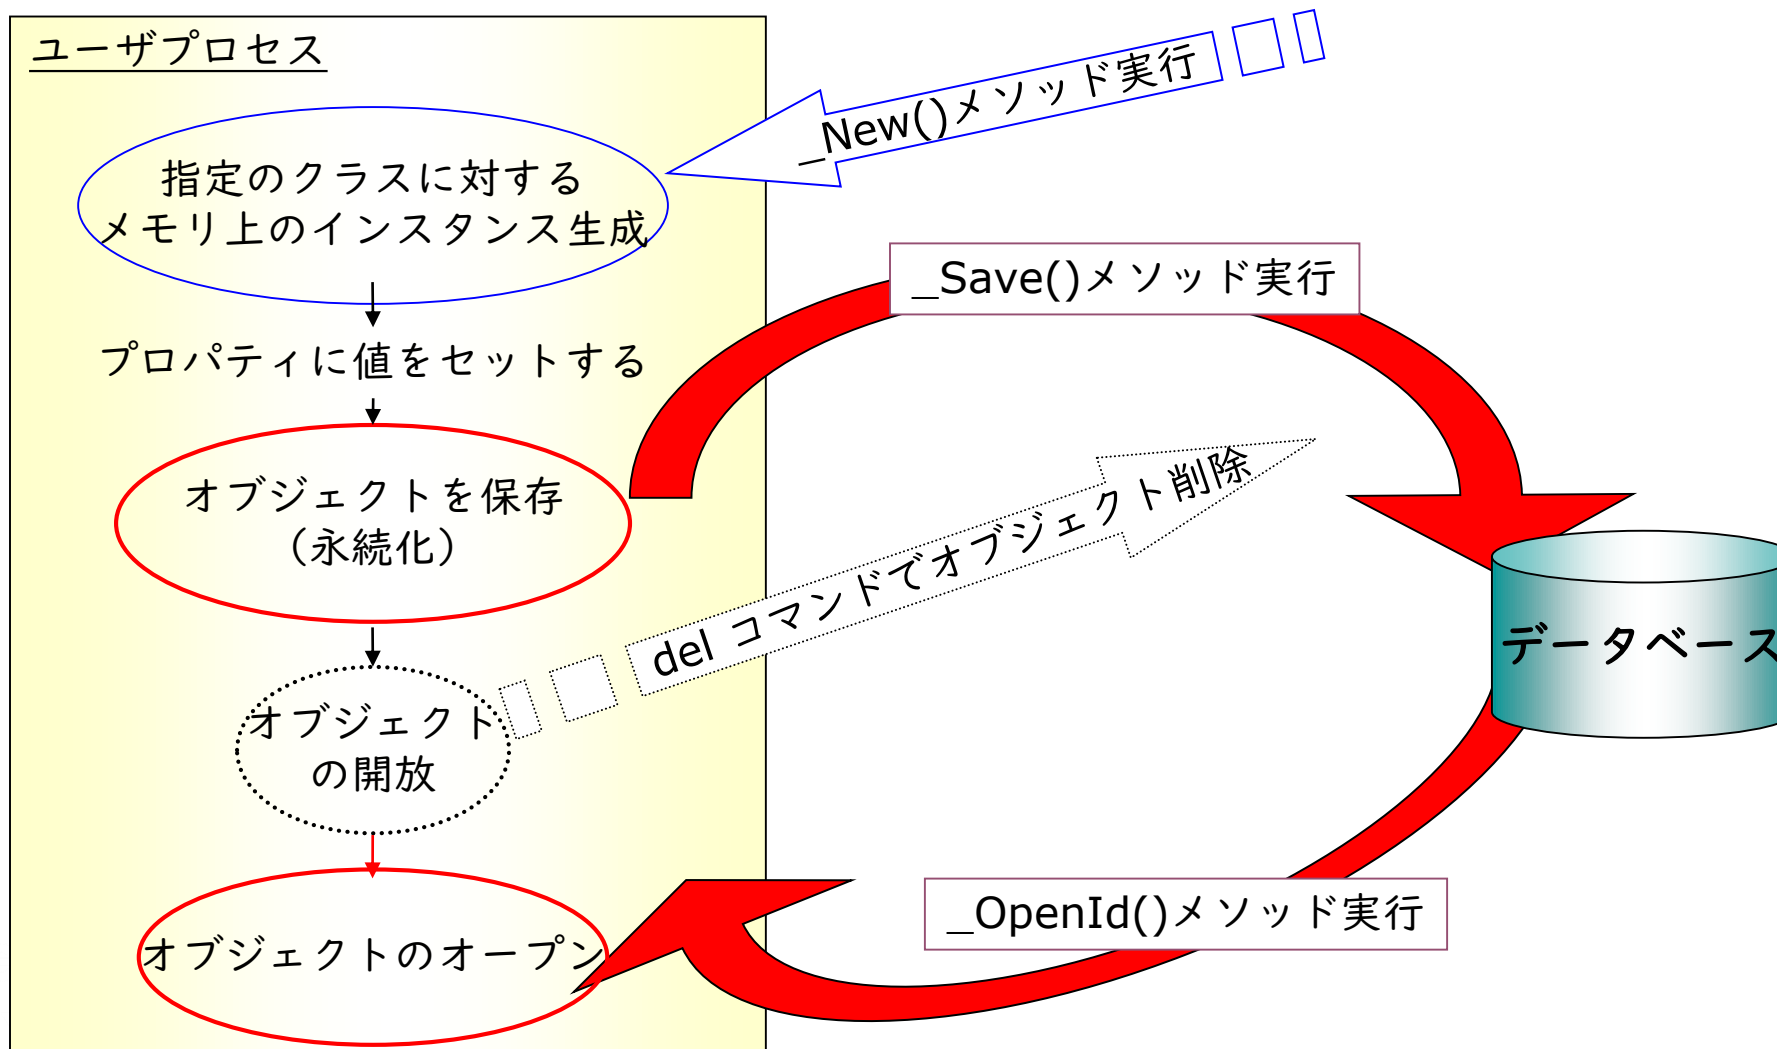 ユーザプロセス
_New()メソッド実行
指定のクラスに対する
メモリ上のインスタンス生成
_Save()メソッド実行
プロパティに値をセットする
オブジェクトを保存
（永続化）
del コマンドでオブジェクト削除
データベース
オブジェクト
の開放
_OpenId()メソッド実行
オブジェクトのオープン